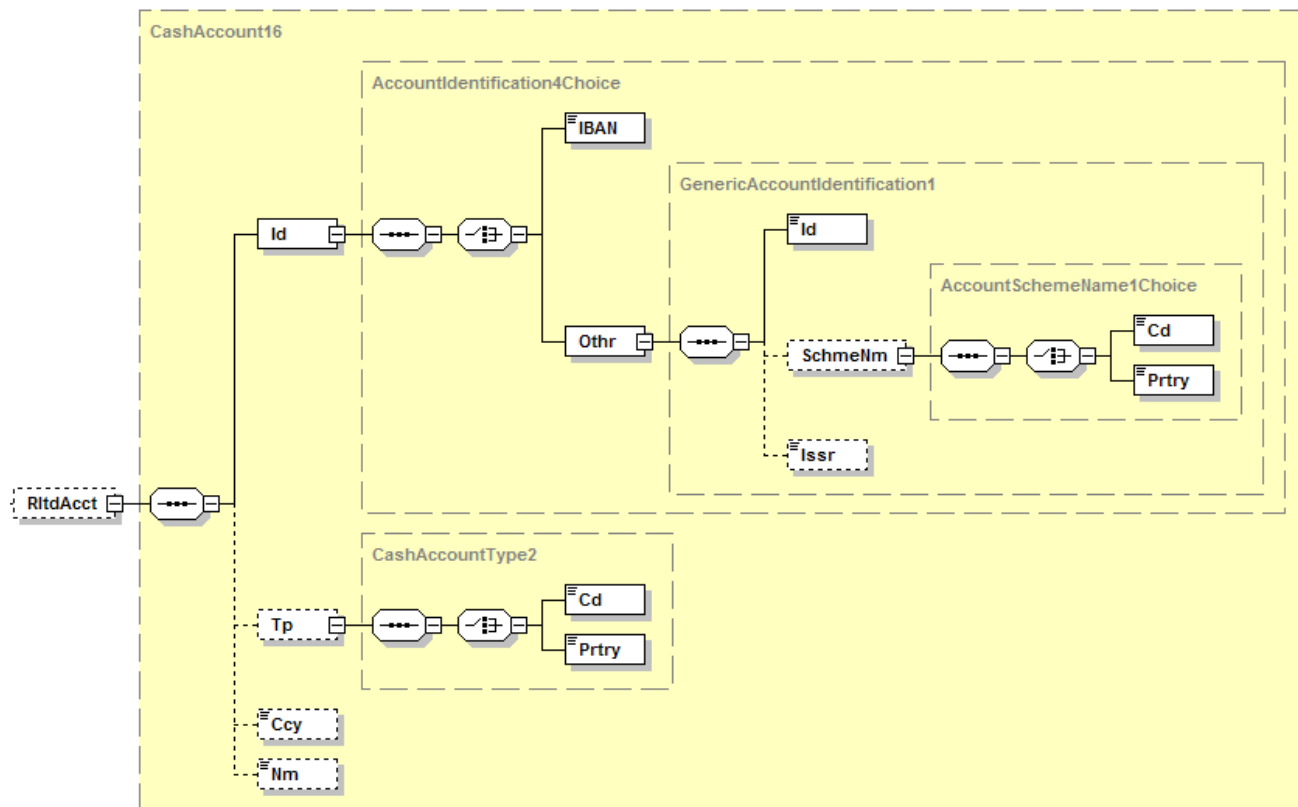 CashAccount16
AccountIdentification4Choice
IBAN
GenericAccountIdentification1
Id
Id
AccountSchemeName1Choice
Cd
Othr
SchmeNm
Prtry
Issr
RltdAcct
CashAccountType2
Cd
Tp
Prtry
Ccy
Nm